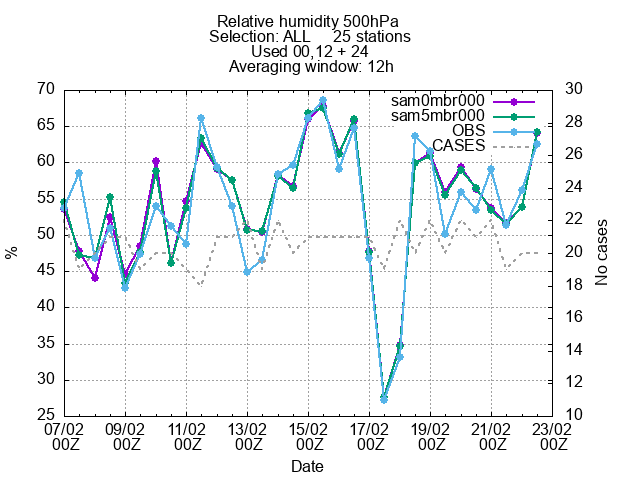 Relative humidity 500hPa
Selection: ALL     25 stations
Used 00,12 + 24
Averaging window: 12h
sam0mbr000
sam5mbr000
OBS
CASES
70
65
60
55
50
45
40
35
30
25
%
30
28
26
24
22
20
18
16
14
12
10
No cases
07/02 09/02 11/02 13/02 15/02 17/02 19/02 21/02 23/02
00Z 00Z 00Z 00Z 00Z 00Z 00Z 00Z 00Z
Date